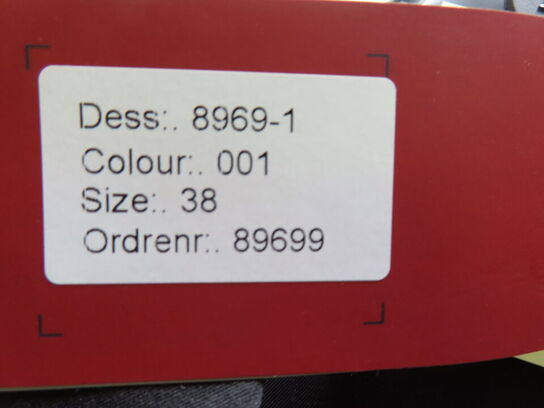 Dess:. 8969-1
Colour:. 001
Size:. 38
Ordrenr:. 89699